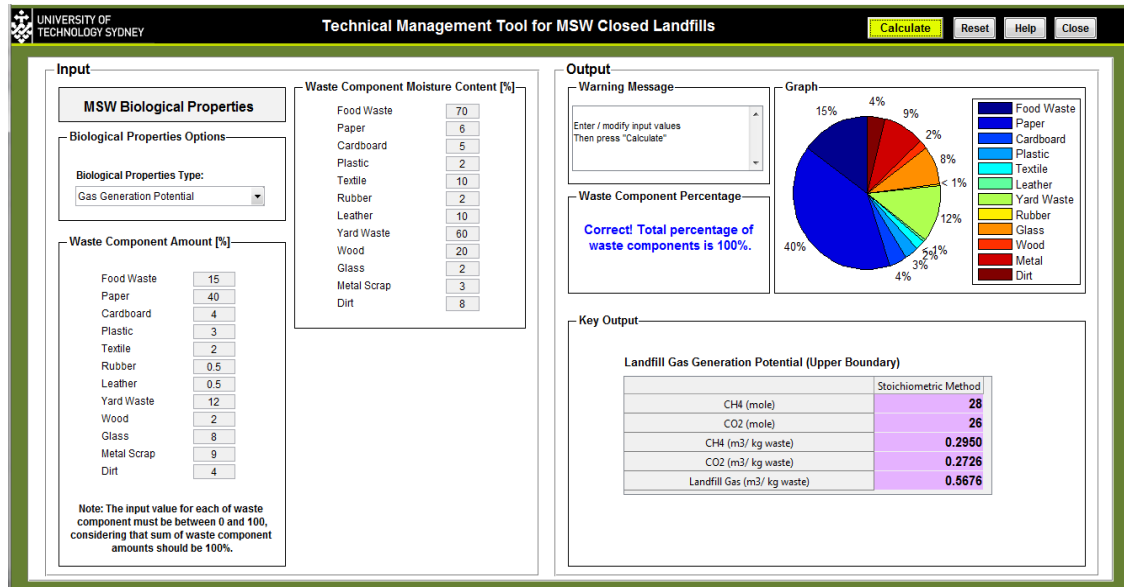 UNIVERSITY OF
TECHNOLOGY SYDNEY
Technical Management Tool for MSW Closed Landfills
Calculate
Reset
Help
Close
Input
MSW Biological Properties
Biological Properties Options
Biological Properties Type:
Gas Generation Potential
Waste Component Amount [%]
Food Waste 15
Paper 40
Cardboard 4
Plastic 3
Textile 2
Rubber 0.5
Leather 0.5
Yard Waste 12
Wood 2
Glass 8
Metal Scrap 9
Dirt 4
Note: The input value for each of waste
component must be between 0 and 100,
considering that sum of waste component
amounts should be 100%.
Waste Component Moisture Content [%]
Food Waste 70
Paper 6
Cardboard 5
Plastic 2
Textile 10
Rubber 2
Leather 10
Yard Waste 60
Wood 20
Glass 2
Metal Scrap 3
Dirt 8
Output
Warning Message
Enter / modify input values
Then press "Calculate"
Waste Component Percentage
Correct! Total percentage of
waste components is 100%.
Graph
15%
4%
9%
2%
8%
< 1%
12%
< 1%
2%
3%
4%
40%
Food Waste
Paper
Cardboard
Plastic
Textile
Leather
Yard Waste
Rubber
Glass
Wood
Metal
Dirt
Key Output
Landfill Gas Generation Potential (Upper Boundary)
Stoichiometric Method
CH4 (mole) 28
CO2 (mole) 26
CH4 (m3/ kg waste) 0.2950
CO2 (m3/ kg waste) 0.2726
Landfill Gas (m3/ kg waste) 0.5676